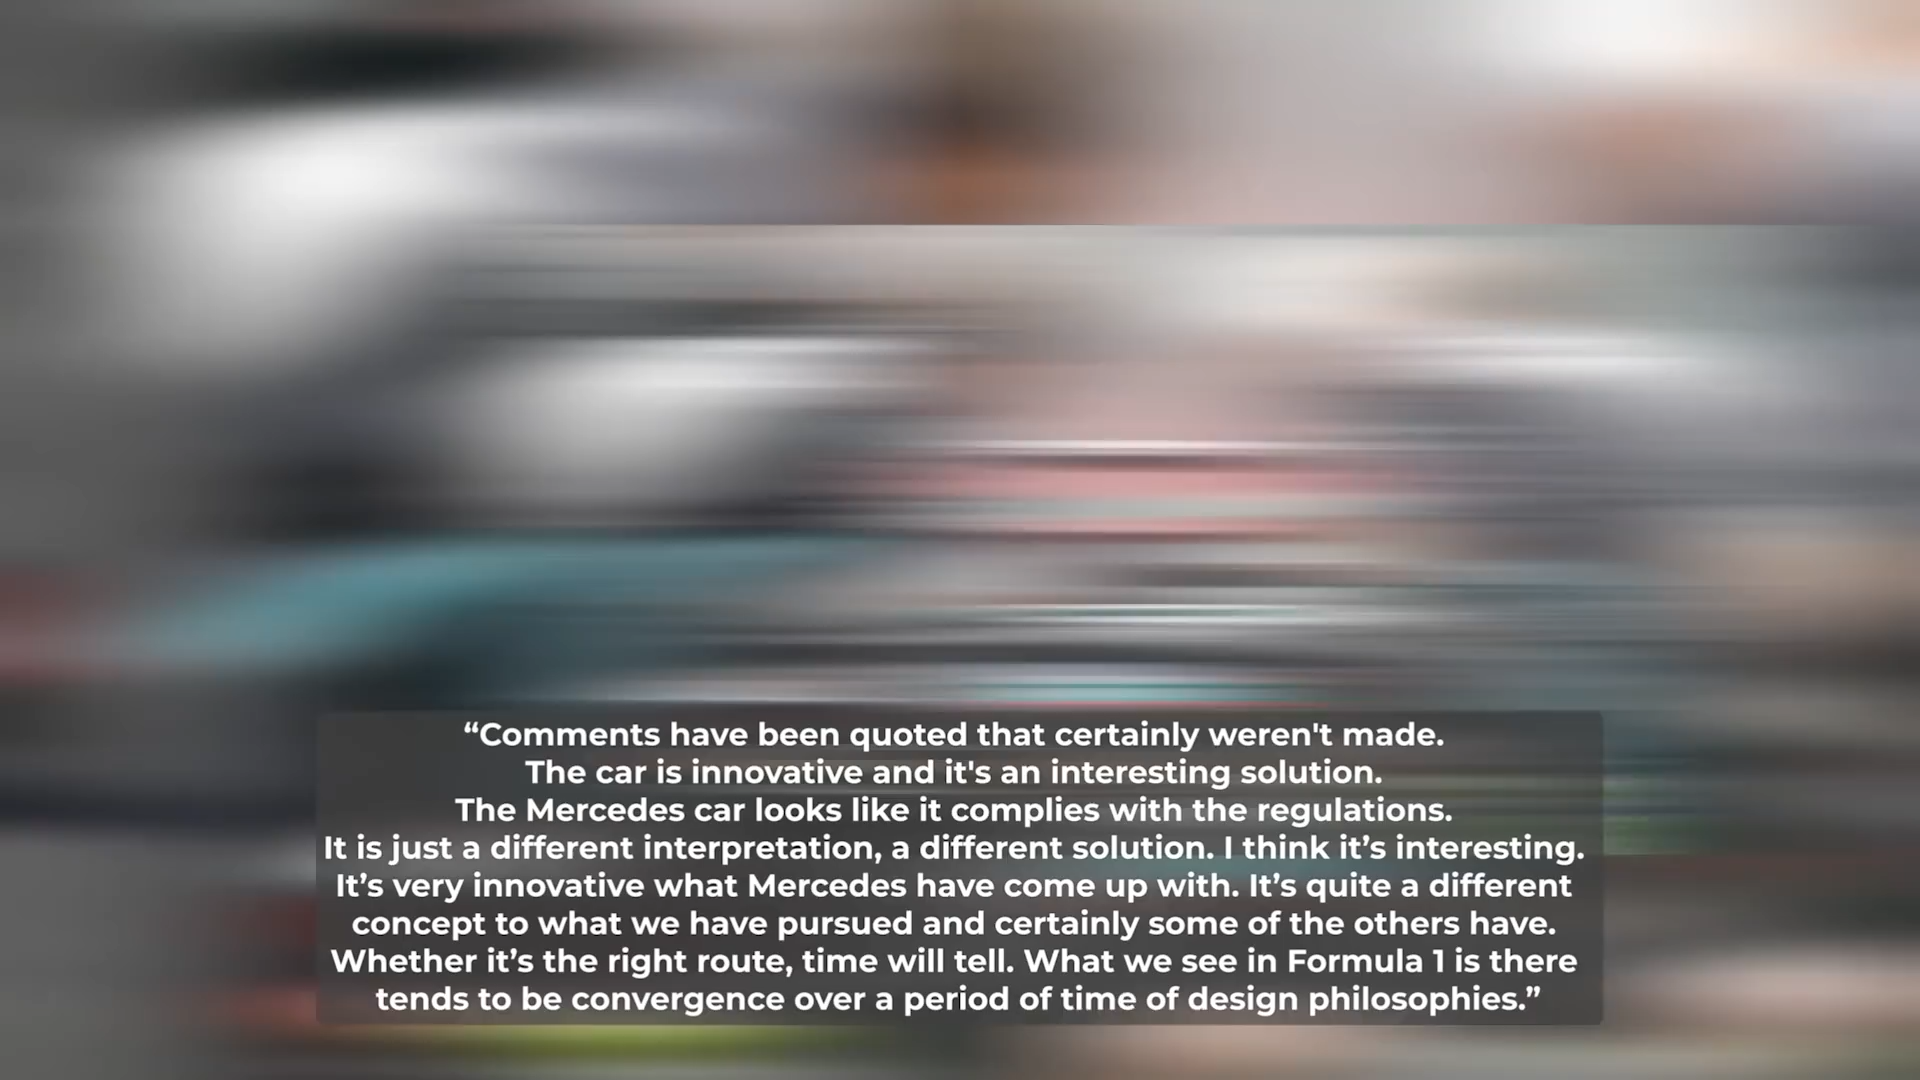 “Comments have been quoted that certainly weren't made.
The car is innovative and it's an interesting solution.
The Mercedes car looks like it complies with the regulations.
It is just a different interpretation, a different solution. I think it’s interesting.
It’s very innovative what Mercedes have come up with. It’s quite a different
concept to what we have pursued and certainly some of the others have.
Whether it’s the right route, time will tell. What we see in Formula 1 is there
tends to be convergence over a period of time of design philosophies.”